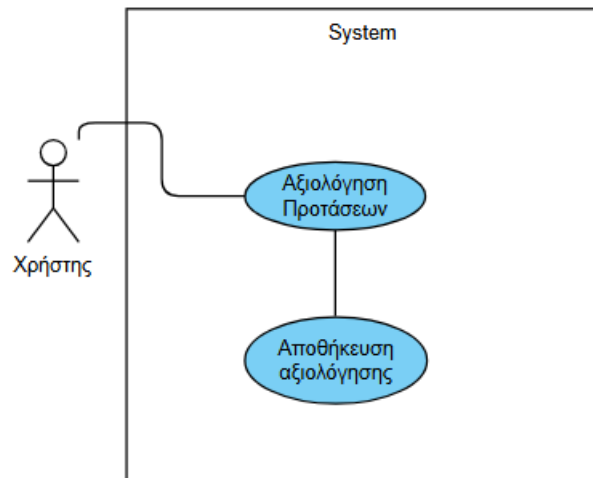 System
Αξιολόγηση
Προτάσεων
Χρήστης
Αποθήκευση
αξιολόγησης